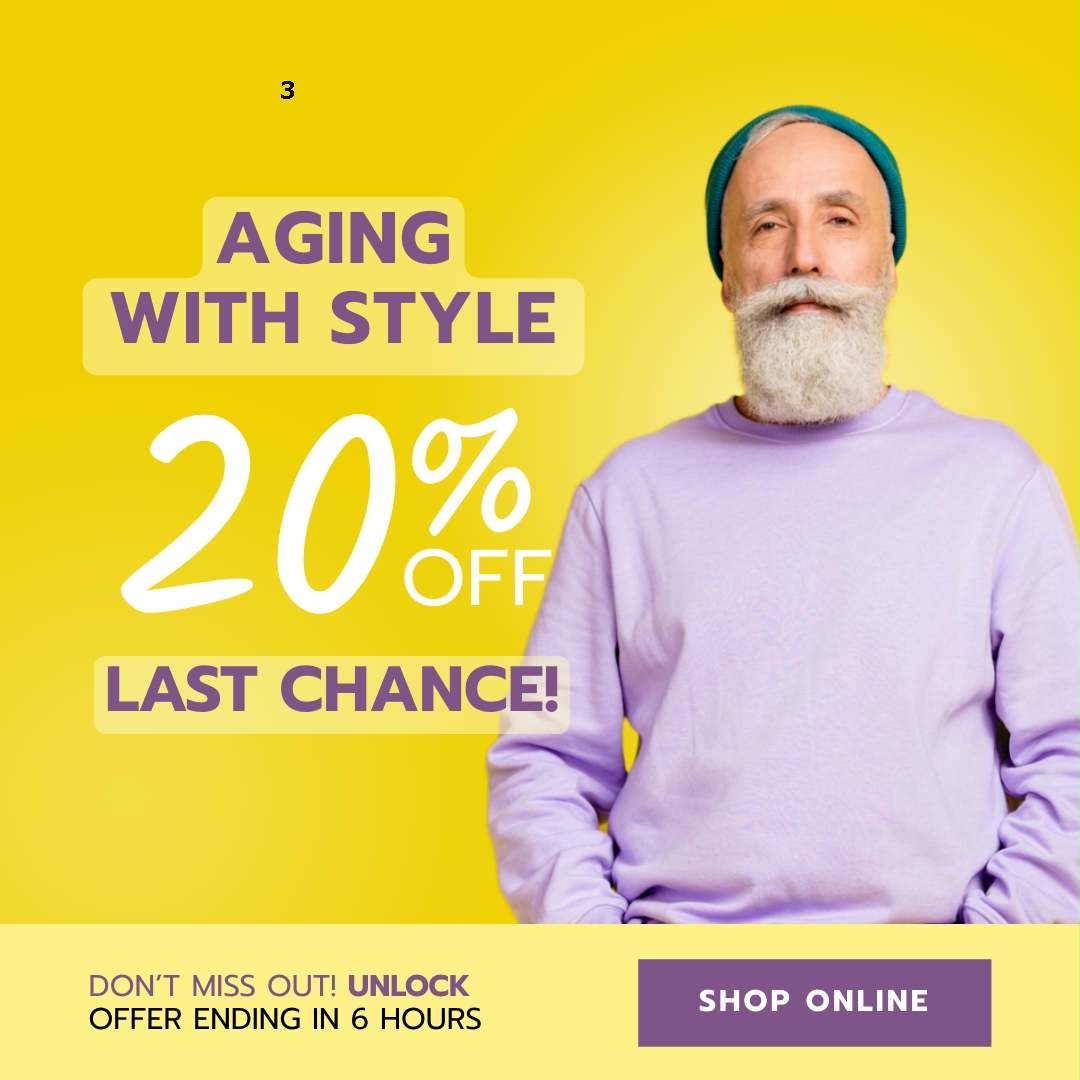 3
AGING
WITH STYLE
20%
OFF
LAST CHANCE!
DON'T MISS OUT! UNLOCK
OFFER ENDING IN 6 HOURS
SHOP ONLINE